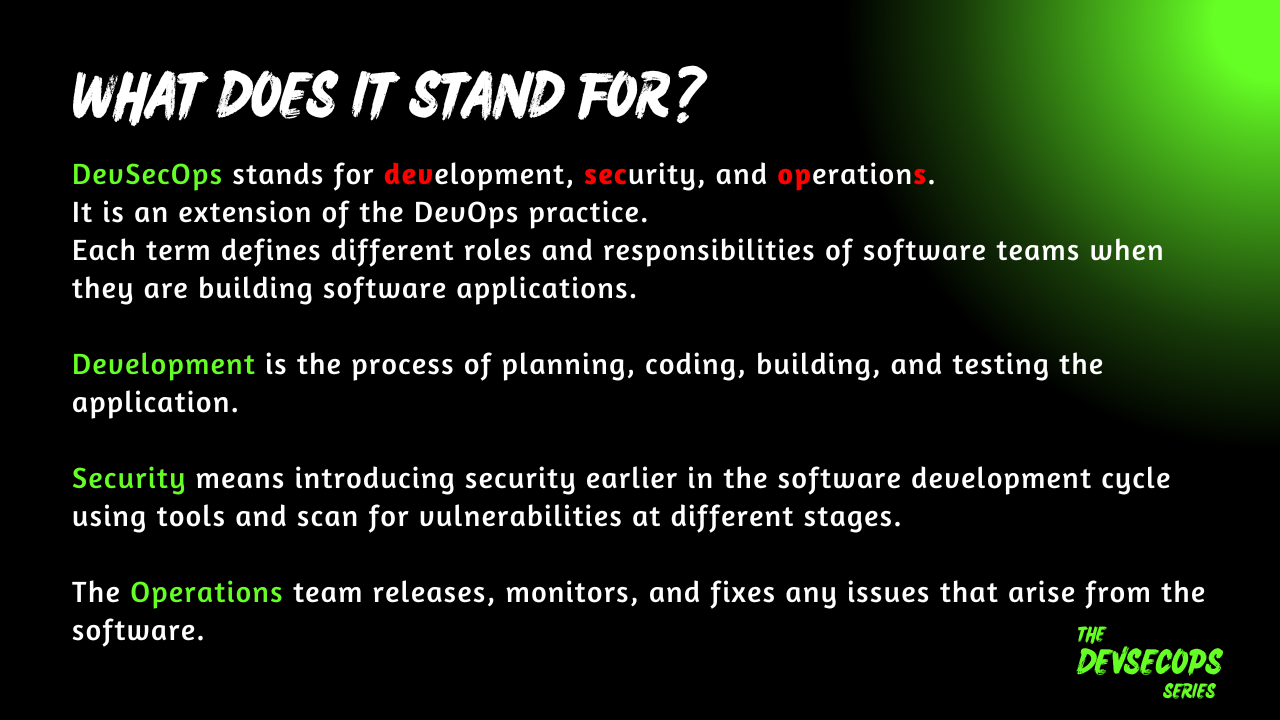 WHAT DOES IT STAND FOR?
DevSecOps stands for development, security, and operations.
It is an extension of the DevOps practice.
Each term defines different roles and responsibilities of software teams when
they are building software applications.
Development is the process of planning, coding, building, and testing the
application.
Security means introducing security earlier in the software development cycle
using tools and scan for vulnerabilities at different stages.
The Operations team releases, monitors, and fixes any issues that arise from the
software.
THE
DEVSECOPS
SERIES